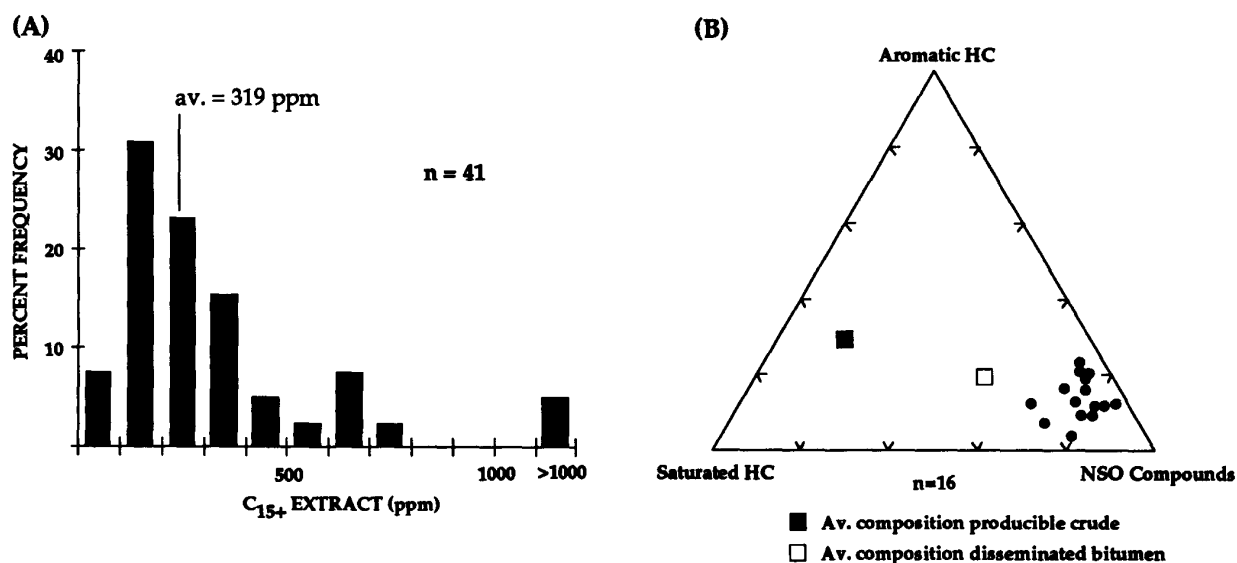 (A)
40
30
20
10
PERCENT FREQUENCY
av. = 319 ppm
n = 41
500
1000
>1000
C15+ EXTRACT (ppm)
(B)
Aromatic HC
Saturated HC
NSO Compounds
n=16
Av. composition producible crude
Av. composition disseminated bitumen